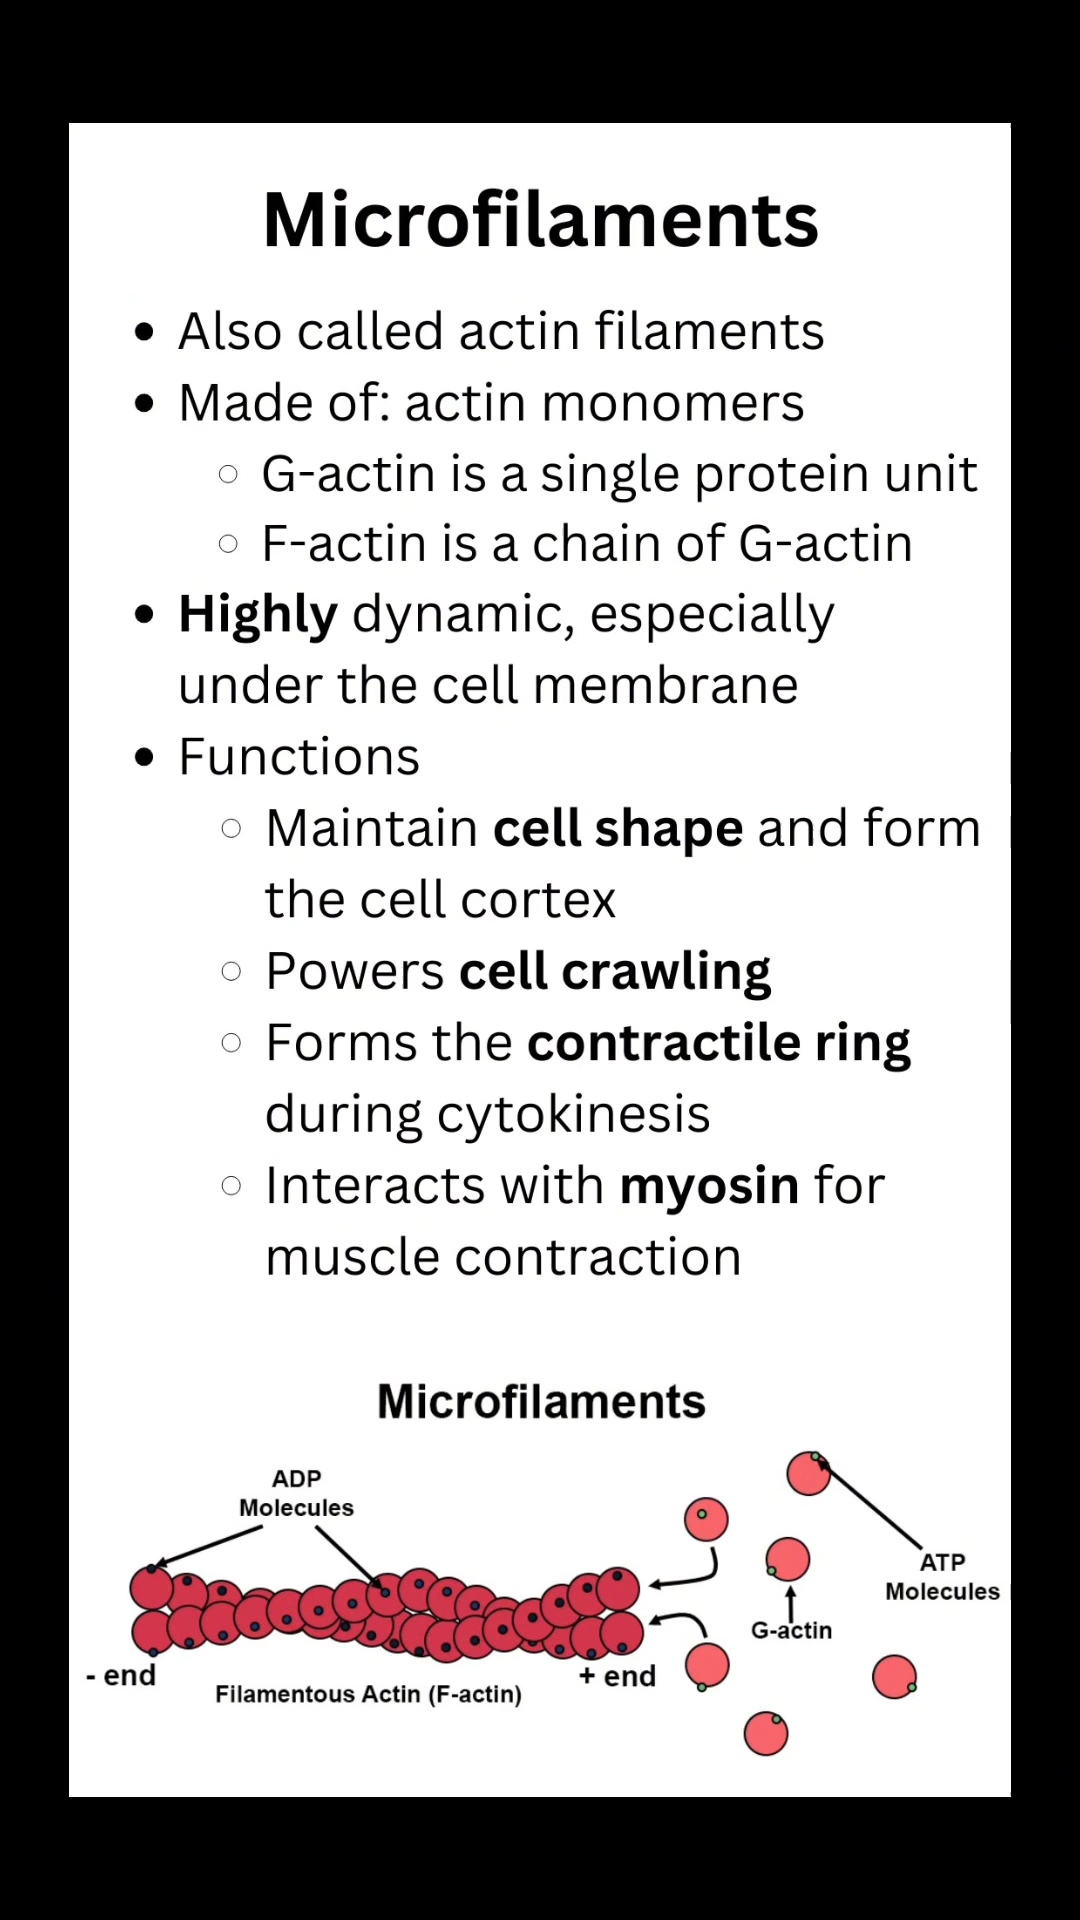 Microfilaments
• Also called actin filaments
• Made of: actin monomers
○ G-actin is a single protein unit
○ F-actin is a chain of G-actin
• Highly dynamic, especially
under the cell membrane
• Functions
○ Maintain cell shape and form
the cell cortex
○ Powers cell crawling
○ Forms the contractile ring
during cytokinesis
○ Interacts with myosin for
muscle contraction
Microfilaments
ADP
Molecules
ATP
Molecules
G-actin
- end
+ end
Filamentous Actin (F-actin)